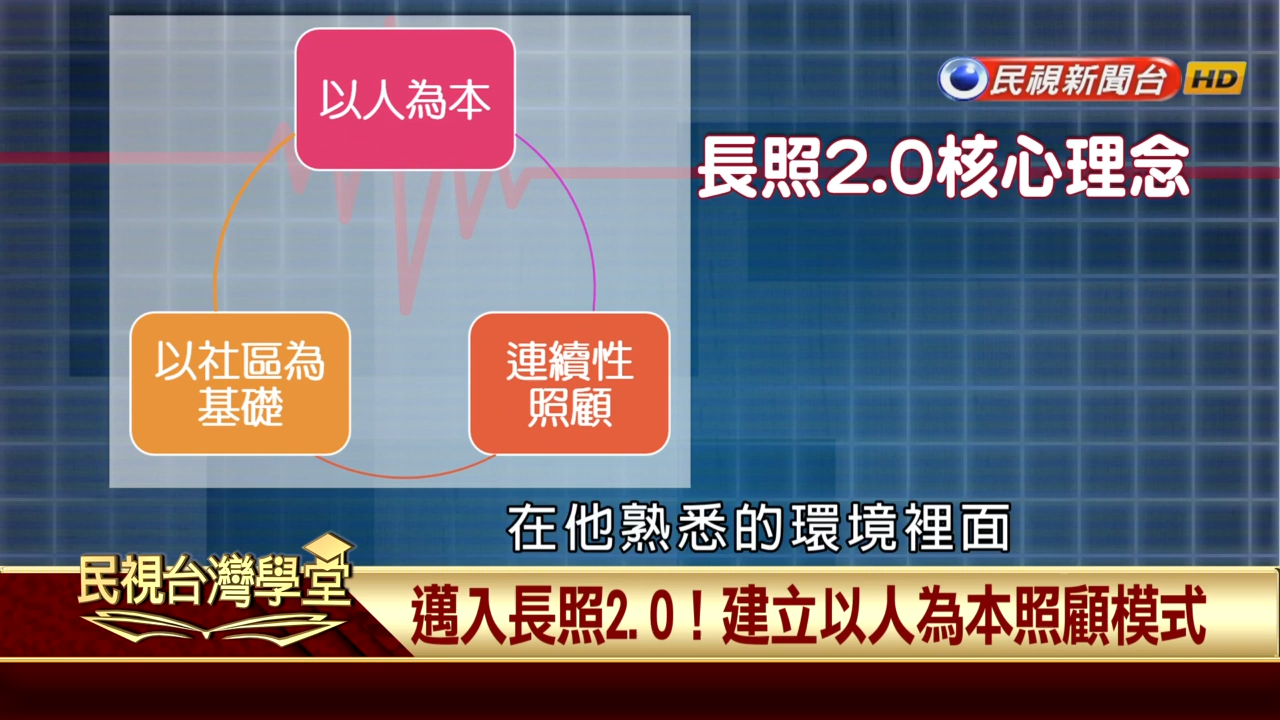 以人為本
民視新聞台 HD
長照2.0核心理念
以社區為
基礎
連續性
照顧
在他熟悉的環境裡面
民視台灣學堂
邁入長照2.0！建立以人為本照顧模式